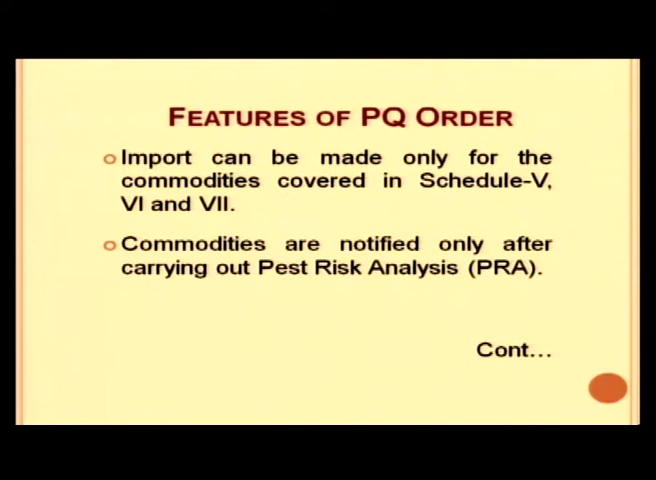 FEATURES OF PQ ORDER
Import can be made only for the
commodities covered in Schedule-V,
VI and VII.
Commodities are notified only after
carrying out Pest Risk Analysis (PRA).
Cont...